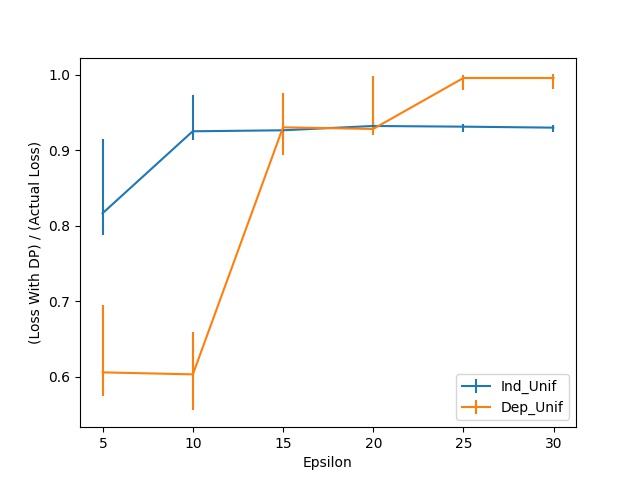 1.0
0.9
0.8
0.7
0.6
(Loss With DP) / (Actual Loss)
Ind_Unif
Dep_Unif
5 10 15 20 25 30
Epsilon